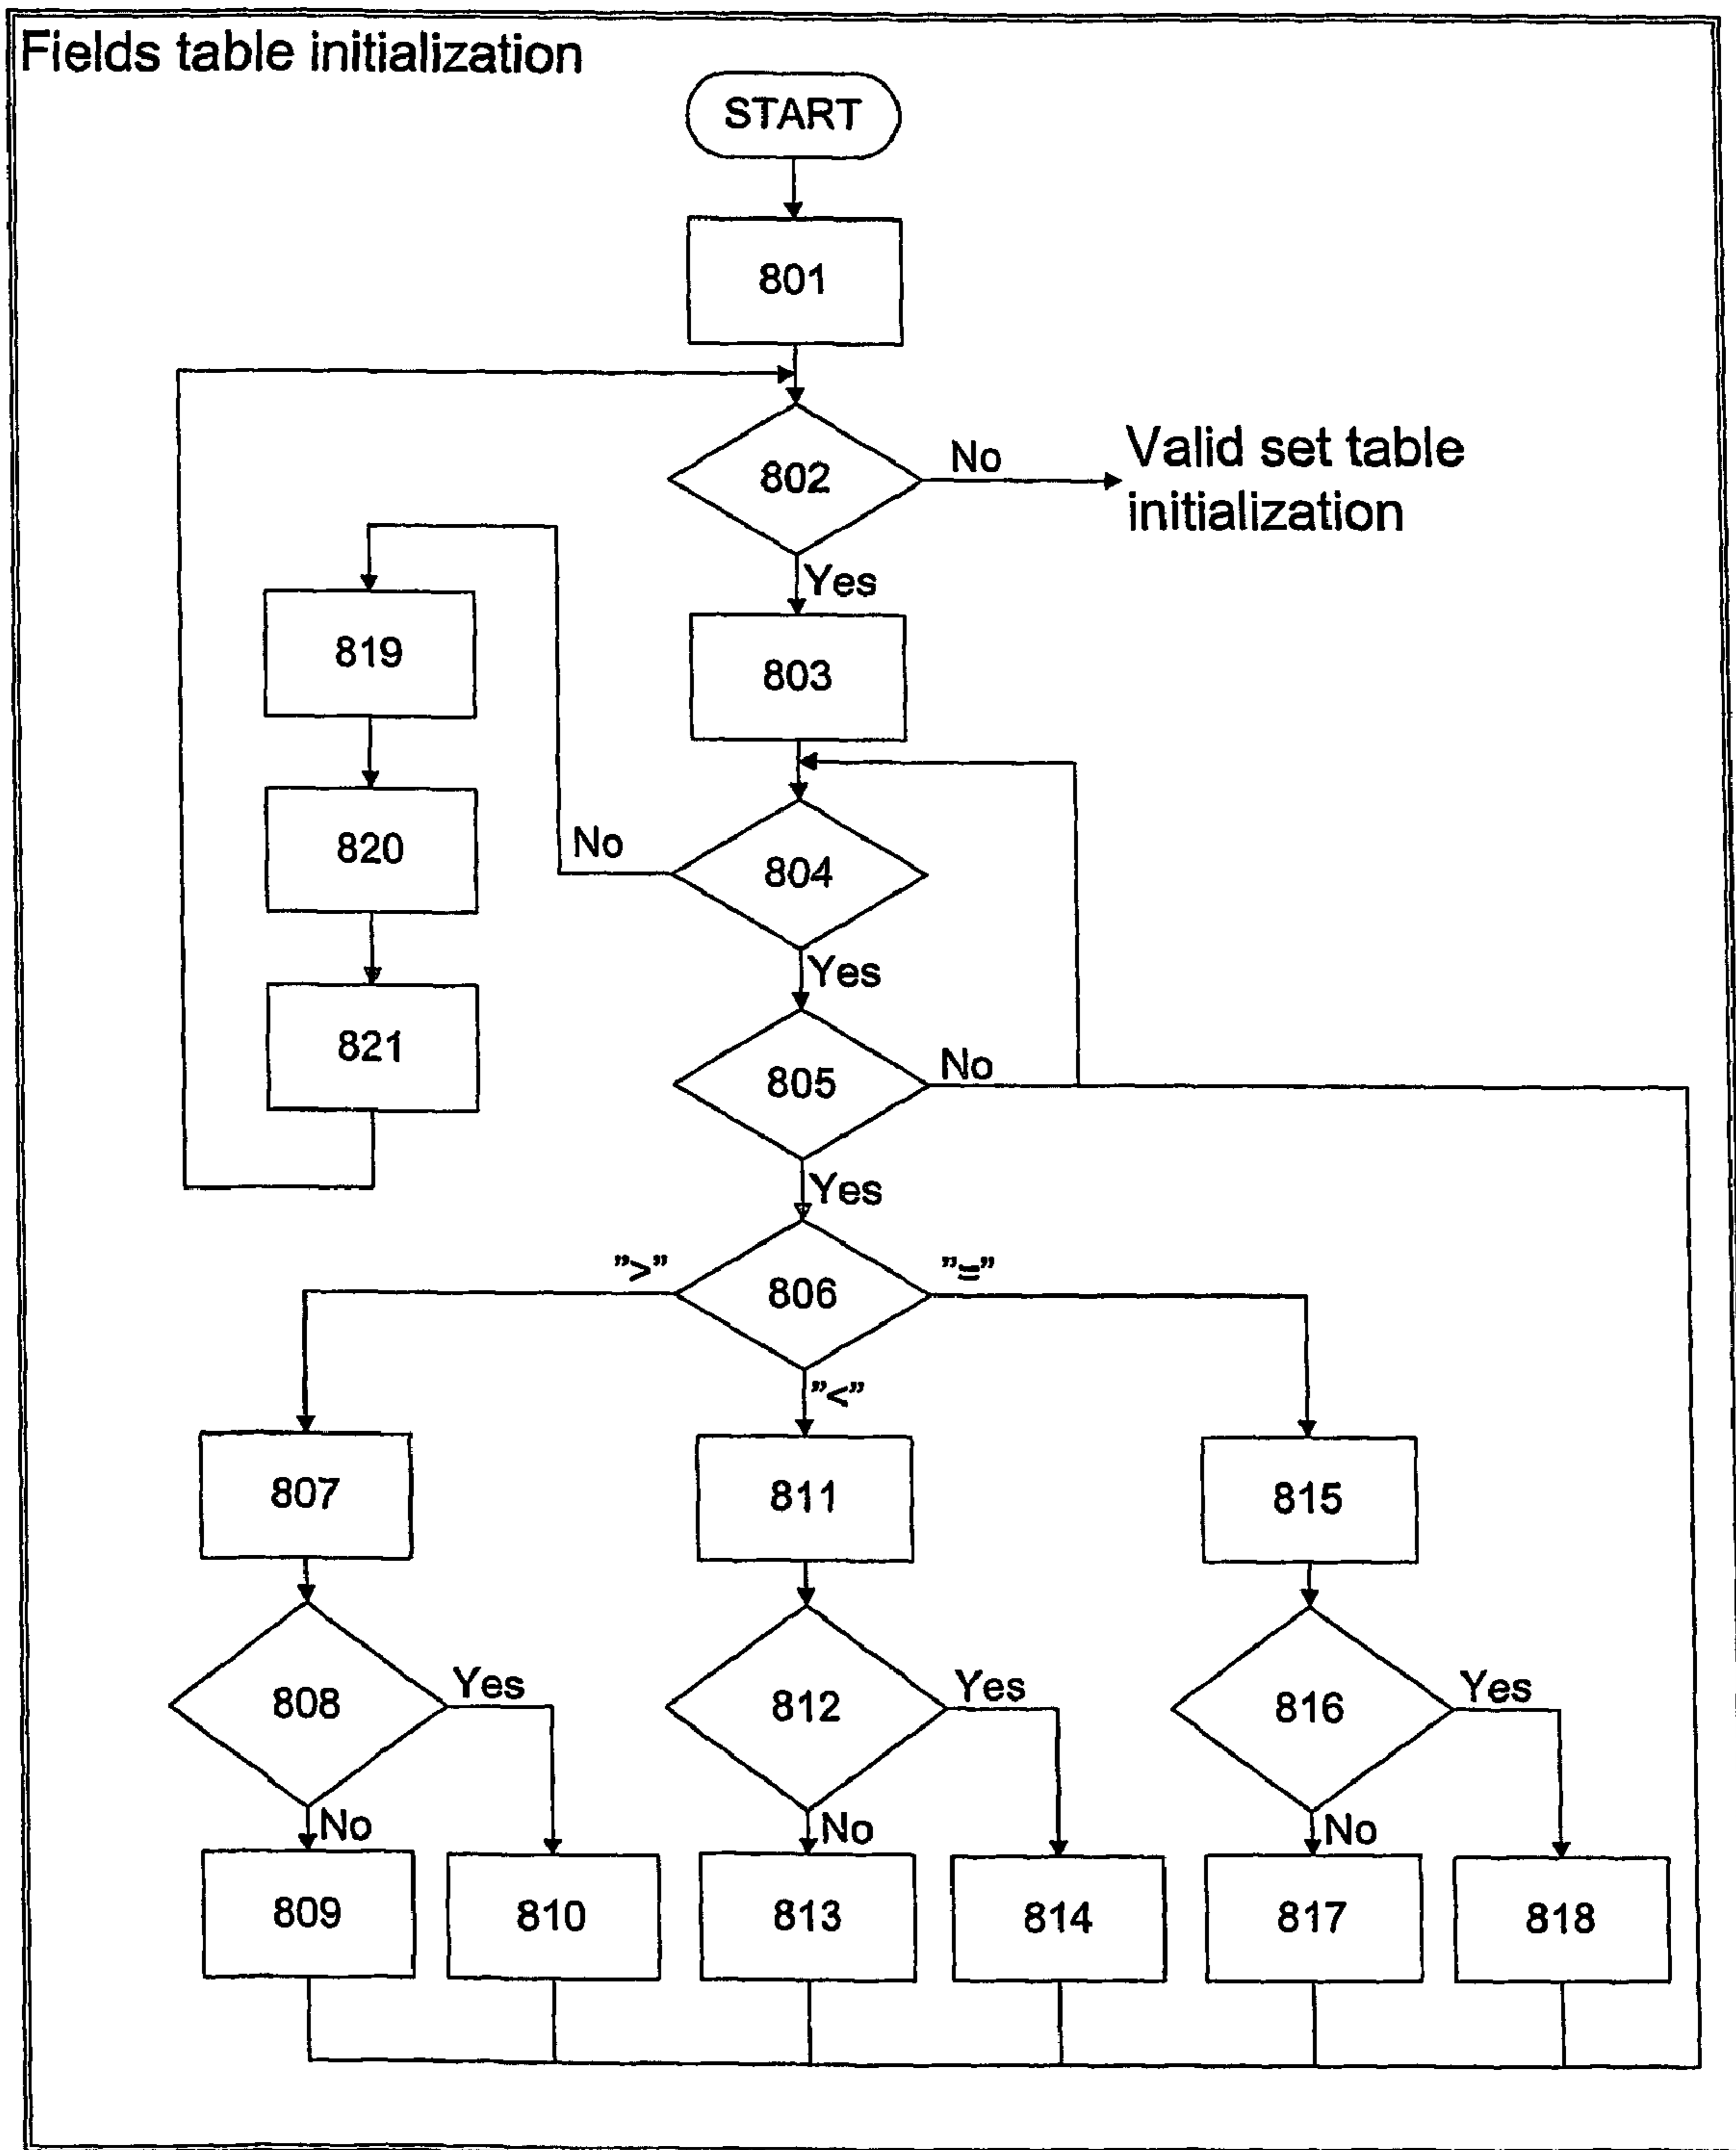 Fields table initialization
START
801
802
No
Valid set table
initialization
Yes
819
803
820
No
804
Yes
821
805
No
Yes
">"
806
"="
"<"
807
811
815
808
Yes
812
Yes
816
Yes
No
No
No
809
810
813
814
817
818